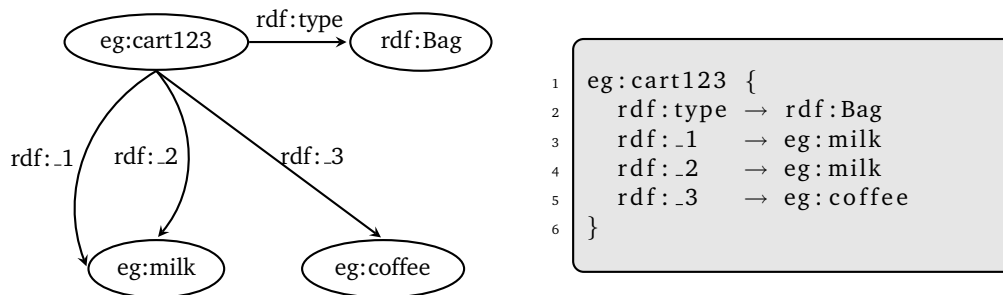 rdf:type
eg:cart123
rdf:Bag
rdf:_1
rdf:_2
rdf:_3
eg:milk
eg:coffee
1 eg:cart123 {
2 rdf:type → rdf:Bag
3 rdf:_1 → eg:milk
4 rdf:_2 → eg:milk
5 rdf:_3 → eg:coffee
6 }